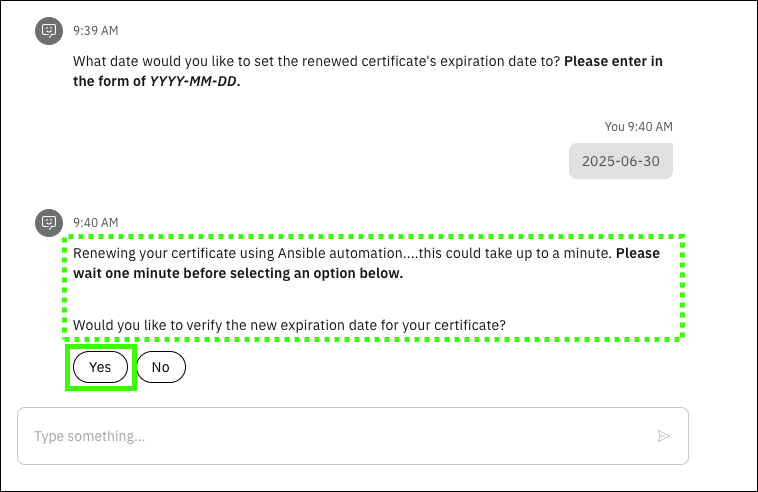 9:39 AM
What date would you like to set the renewed certificate's expiration date to? Please enter in
the form of YYYY-MM-DD.
You 9:40 AM
2025-06-30
9:40 AM
Renewing your certificate using Ansible automation....this could take up to a minute. Please
wait one minute before selecting an option below.
Would you like to verify the new expiration date for your certificate?
Yes No
Type something...